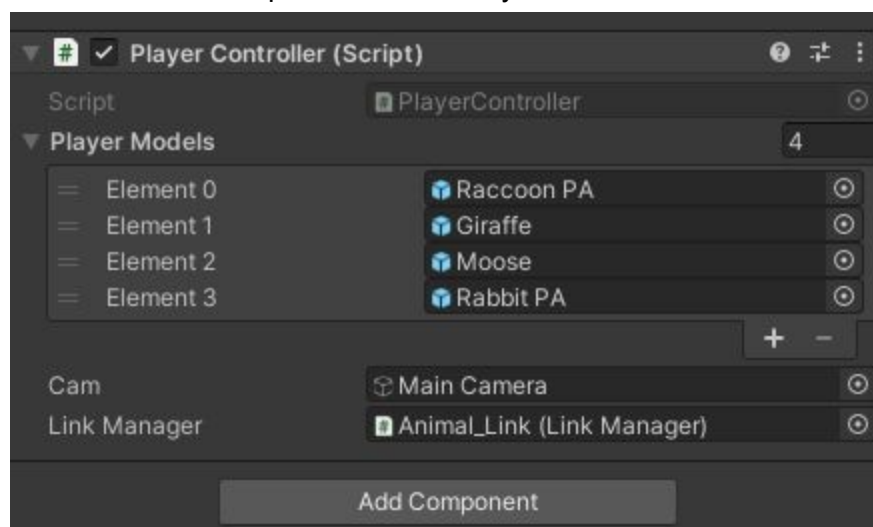 Player Controller (Script)
Script PlayerController
Player Models 4
Element 0 Raccoon PA
Element 1 Giraffe
Element 2 Moose
Element 3 Rabbit PA
Cam Main Camera
Link Manager Animal_Link (Link Manager)
Add Component